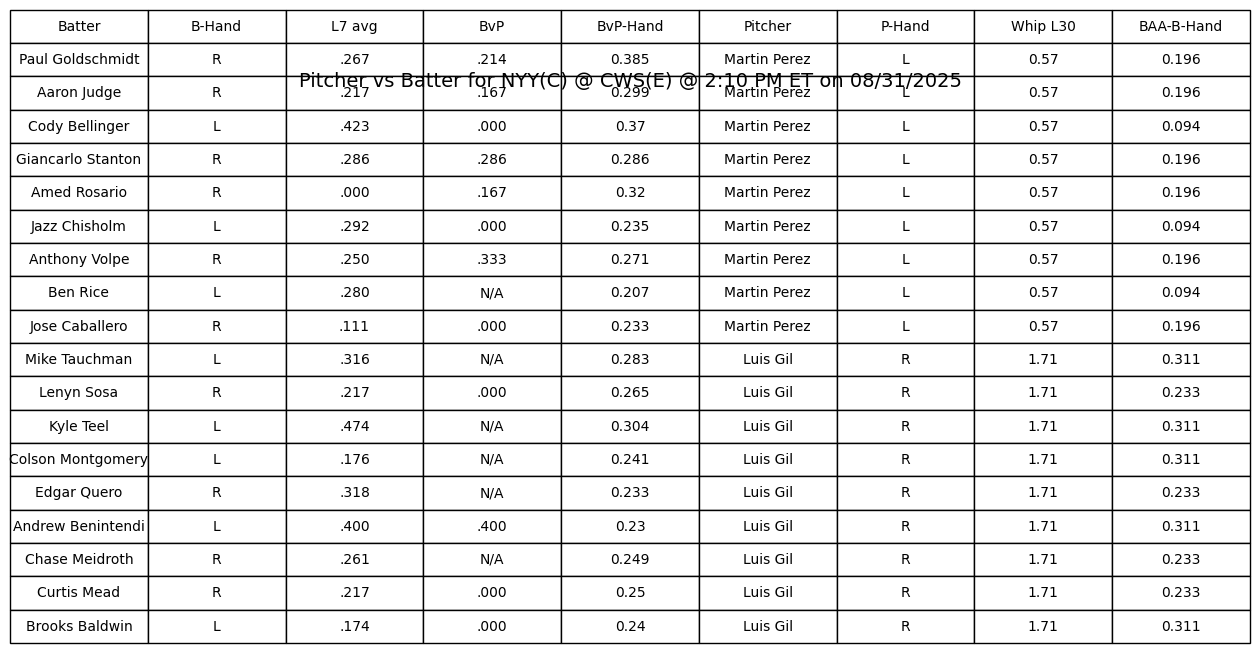 Batter B-Hand L7 avg BvP BvP-Hand Pitcher P-Hand Whip L30 BAA-B-Hand
Paul Goldschmidt R .267 .214 0.385 Martin Perez L 0.57 0.196
Pitcher vs Batter for NYY(C) @ CWS(E) @ 2:10 PM ET on 08/31/2025
Aaron Judge R .217 .167 0.299 Martin Perez L 0.57 0.196
Cody Bellinger L .423 .000 0.37 Martin Perez L 0.57 0.094
Giancarlo Stanton R .286 .286 0.286 Martin Perez L 0.57 0.196
Amed Rosario R .000 .167 0.32 Martin Perez L 0.57 0.196
Jazz Chisholm L .292 .000 0.235 Martin Perez L 0.57 0.094
Anthony Volpe R .250 .333 0.271 Martin Perez L 0.57 0.196
Ben Rice L .280 N/A 0.207 Martin Perez L 0.57 0.094
Jose Caballero R .111 .000 0.233 Martin Perez L 0.57 0.196
Mike Tauchman L .316 N/A 0.283 Luis Gil R 1.71 0.311
Lenyn Sosa R .217 .000 0.265 Luis Gil R 1.71 0.233
Kyle Teel L .474 N/A 0.304 Luis Gil R 1.71 0.311
Colson Montgomery L .176 N/A 0.241 Luis Gil R 1.71 0.311
Edgar Quero R .318 N/A 0.233 Luis Gil R 1.71 0.233
Andrew Benintendi L .400 .400 0.23 Luis Gil R 1.71 0.311
Chase Meidroth R .261 N/A 0.249 Luis Gil R 1.71 0.233
Curtis Mead R .217 .000 0.25 Luis Gil R 1.71 0.233
Brooks Baldwin L .174 .000 0.24 Luis Gil R 1.71 0.311